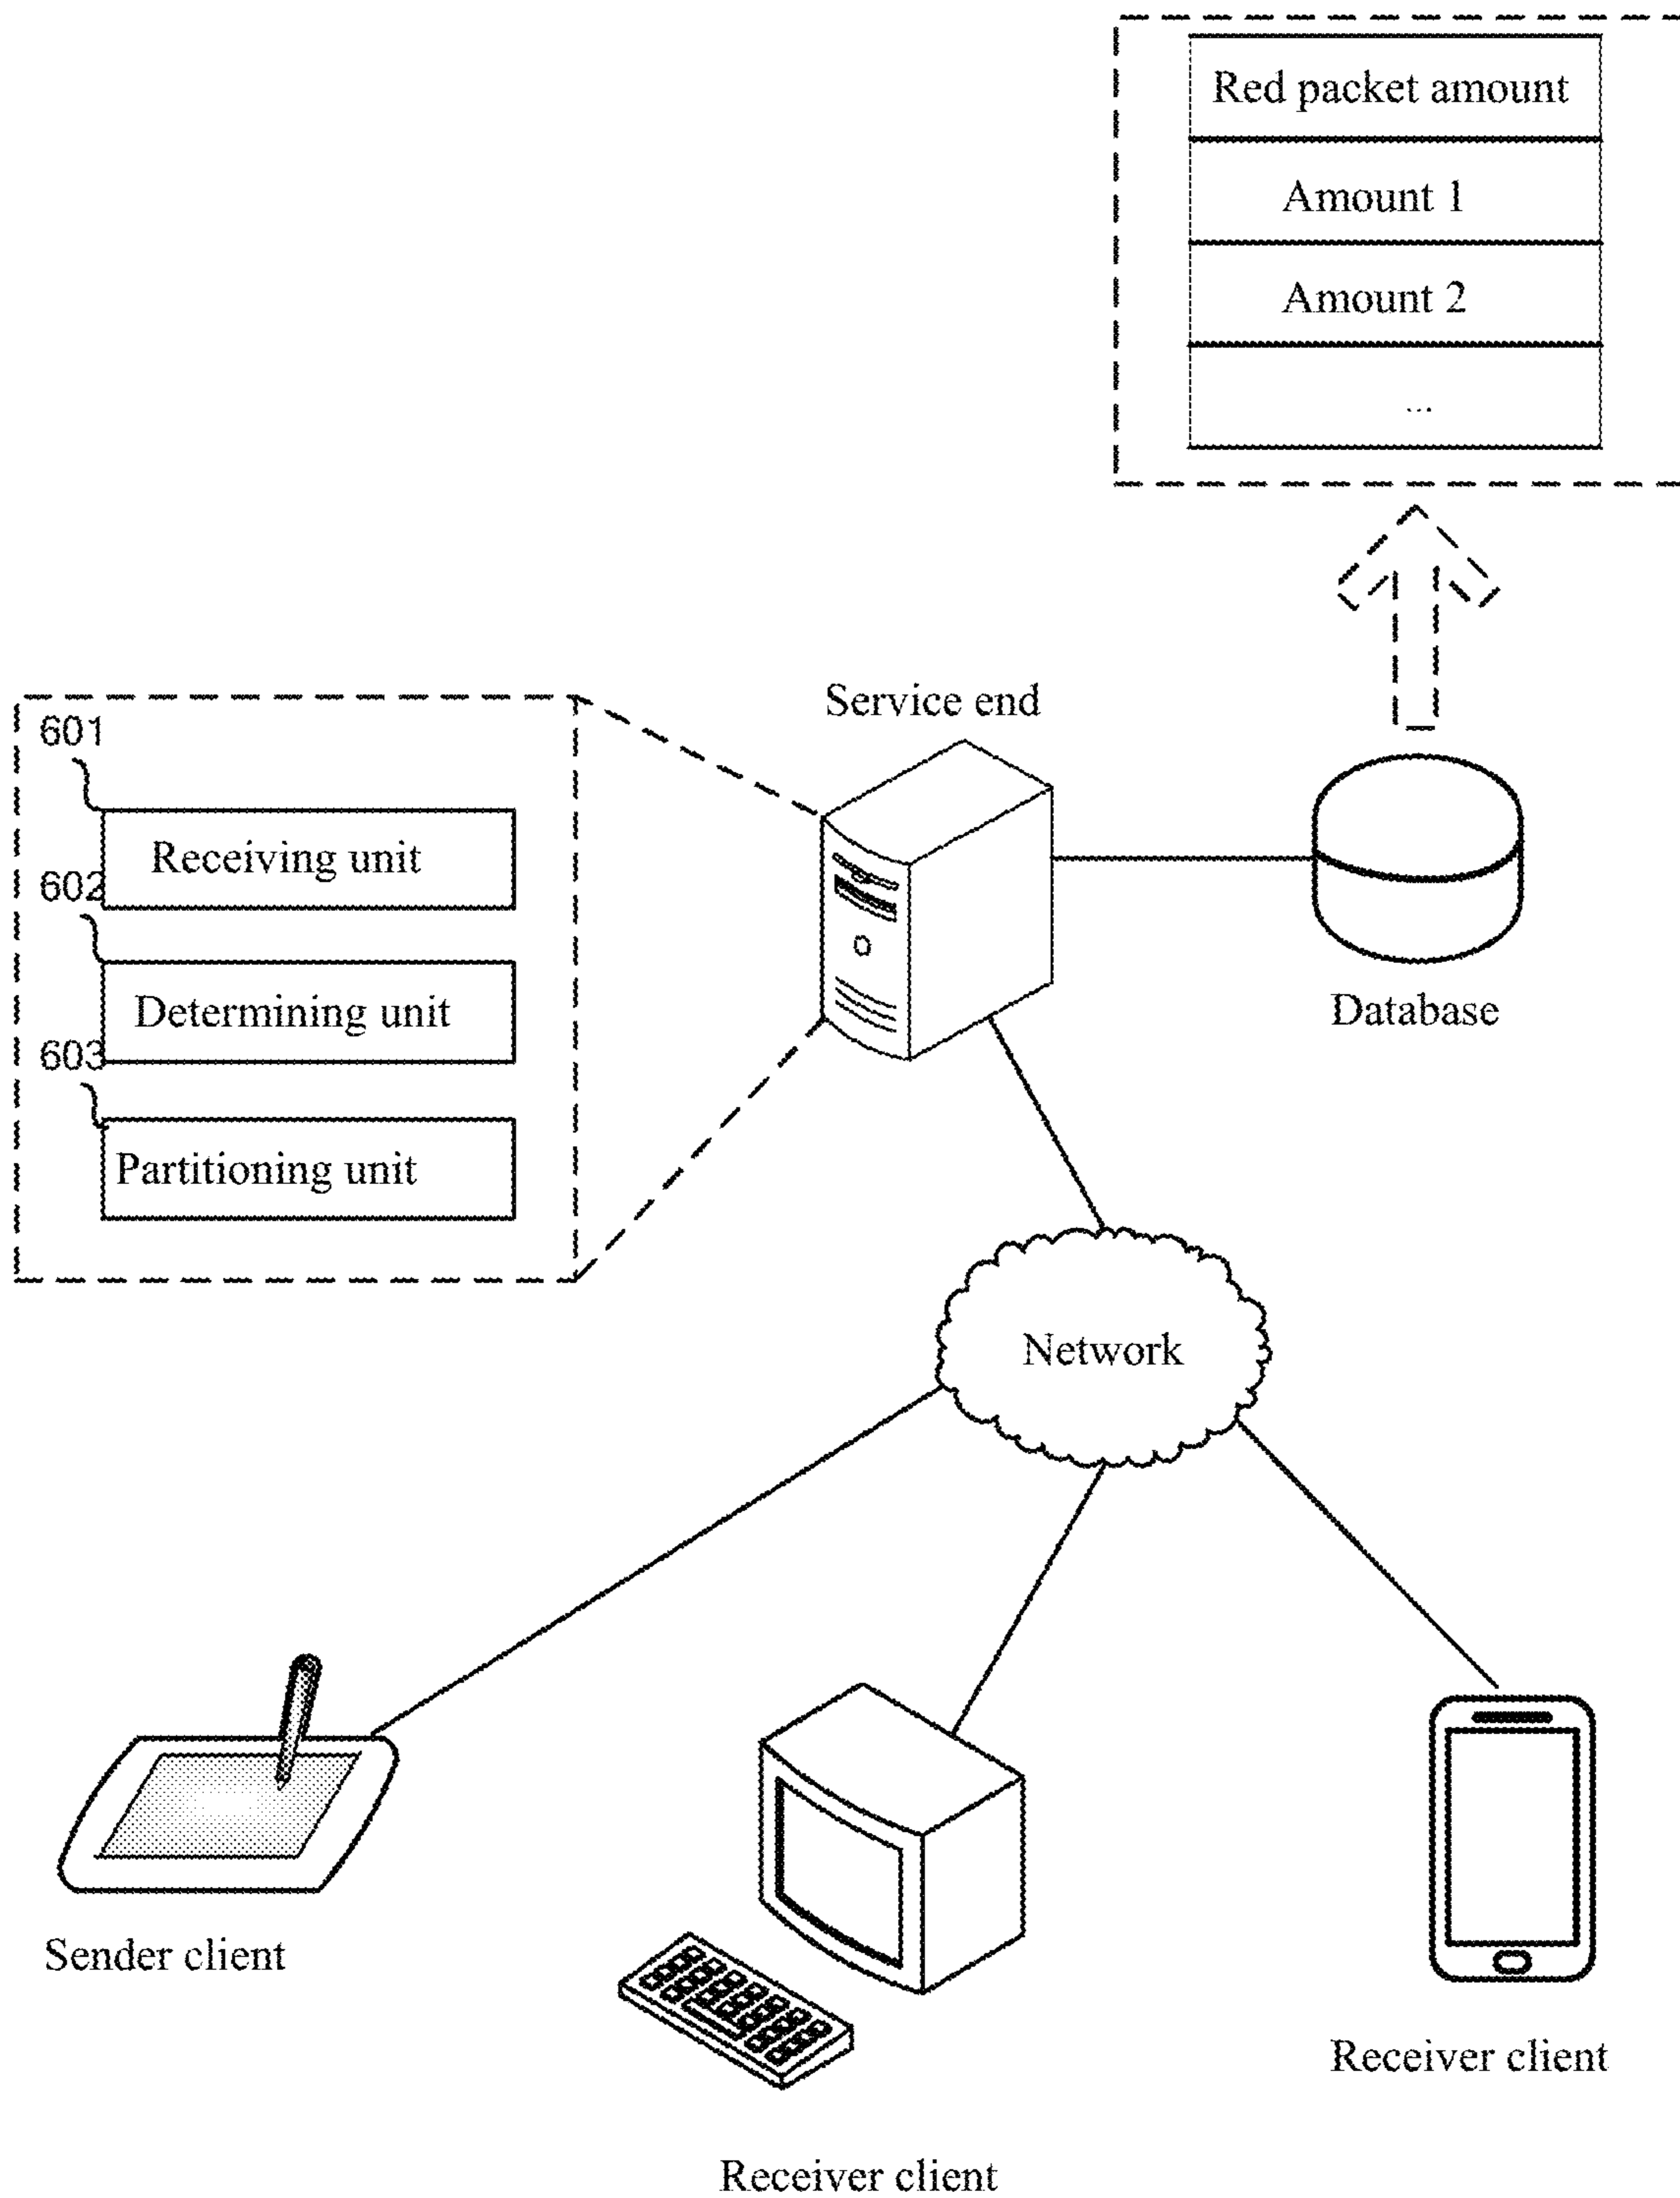 Red packet amount
Amount 1
Amount 2
...
Service end
601
Receiving unit
602
Determining unit
603
Partitioning unit
Database
Network
Sender client
Receiver client
Receiver client